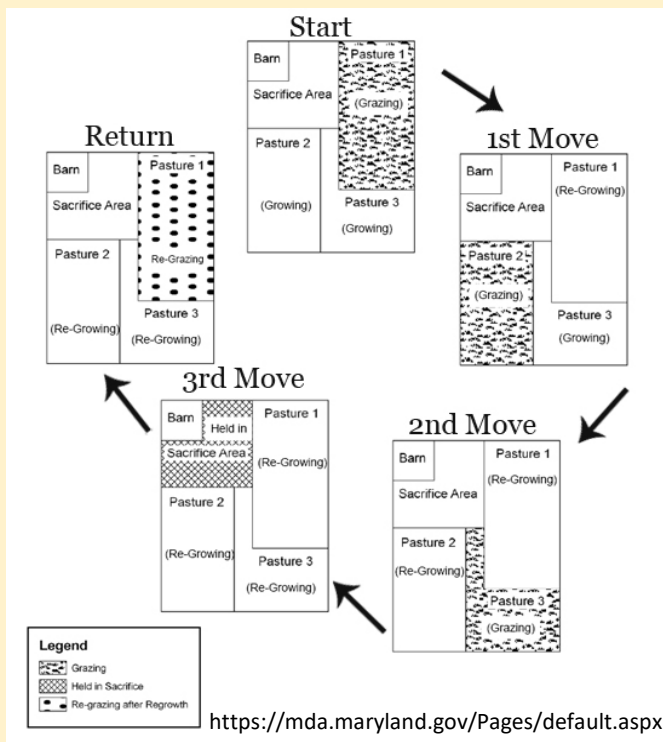 Start
Barn
Pasture 1
Sacrifice Area
(Grazing)
Pasture 2
Pasture 3
(Growing)
(Growing)
1st Move
Barn
Pasture 1
(Re-Growing)
Sacrifice Area
Pasture 2
(Grazing)
Pasture 3
(Growing)
2nd Move
Barn
Pasture 1
(Re-Growing)
Sacrifice Area
Pasture 2
(Re-Growing)
Pasture 3
(Grazing)
3rd Move
Barn
Held in
Pasture 1
Sacrifice Area
(Re-Growing)
Pasture 2
(Re-Growing)
Pasture 3
(Re-Growing)
Return
Barn
Pasture 1
Sacrifice Area
Pasture 2
Re-Grazing
Pasture 3
(Re-Growing)
(Re-Growing)
Legend
Grazing
Held in Sacrifice
Re-grazing after Regrowth
https://mda.maryland.gov/Pages/default.aspx